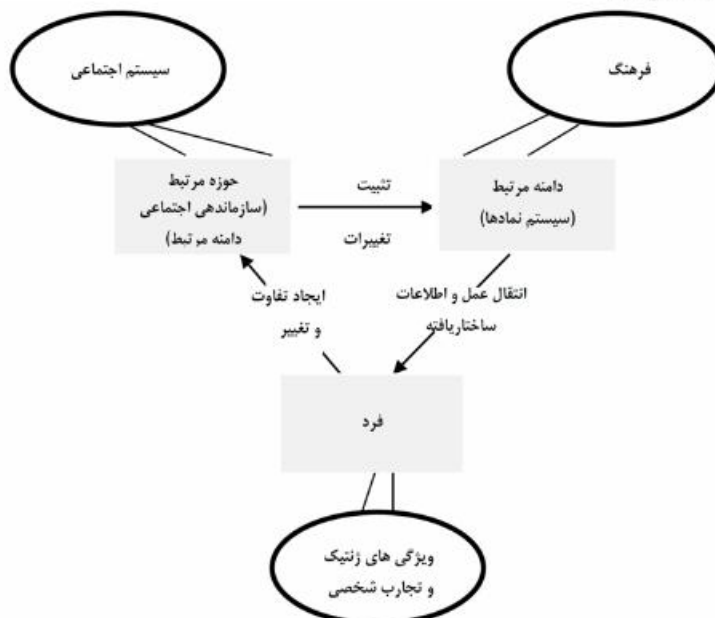 سیستم اجتماعی
فرهنگ
حوزه مرتبط
(سازماندهی اجتماعی
دامنه مرتبط)
تثبیت
تغییرات
دامنه مرتبط
(سیستم نمادها)
ایجاد تفاوت
و تغییر
انتقال عمل و اطلاعات
ساختاریافته
فرد
ویژگی های ژنتیک
و تجارب شخصی